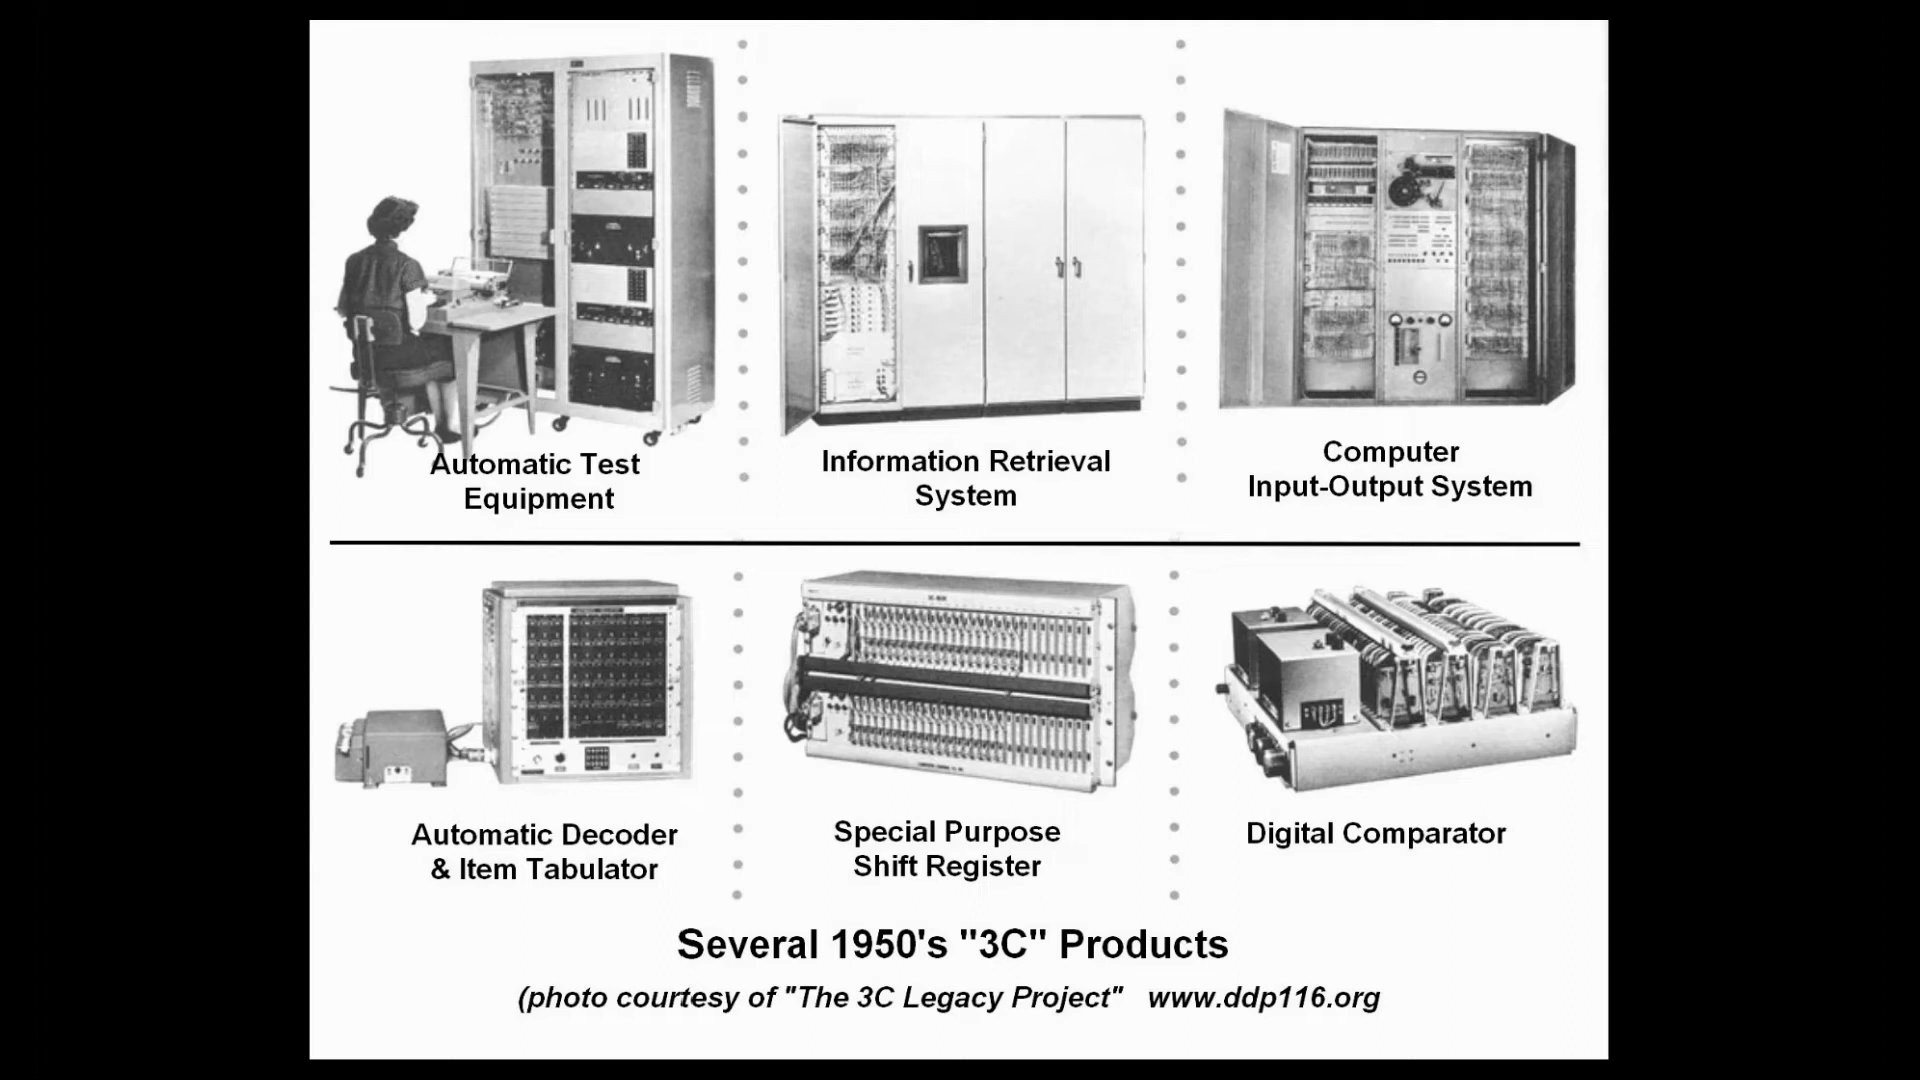 Automatic Test
Equipment
Information Retrieval
System
Computer
Input-Output System
Automatic Decoder
& Item Tabulator
Special Purpose
Shift Register
Digital Comparator
Several 1950's "3C" Products
(photo courtesy of "The 3C Legacy Project"   www.ddp116.org